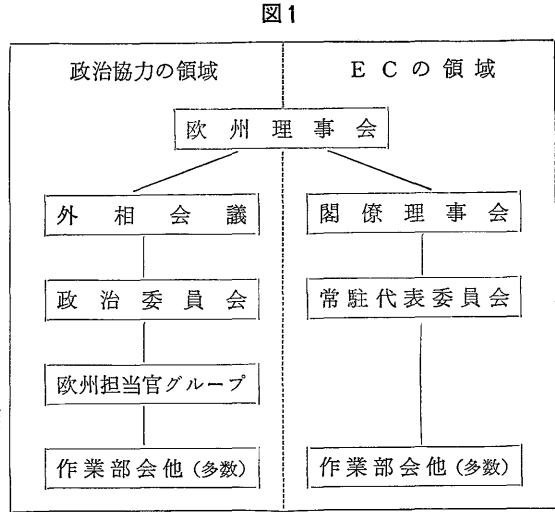 図1
政治協力の領域
ECの領域
欧州理事会
外相会議
閣僚理事会
政治委員会
常駐代表委員会
欧州担当官グループ
作業部会他(多数)
作業部会他(多数)